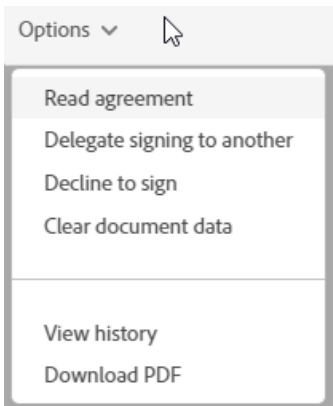 Options
Read agreement
Delegate signing to another
Decline to sign
Clear document data
View history
Download PDF